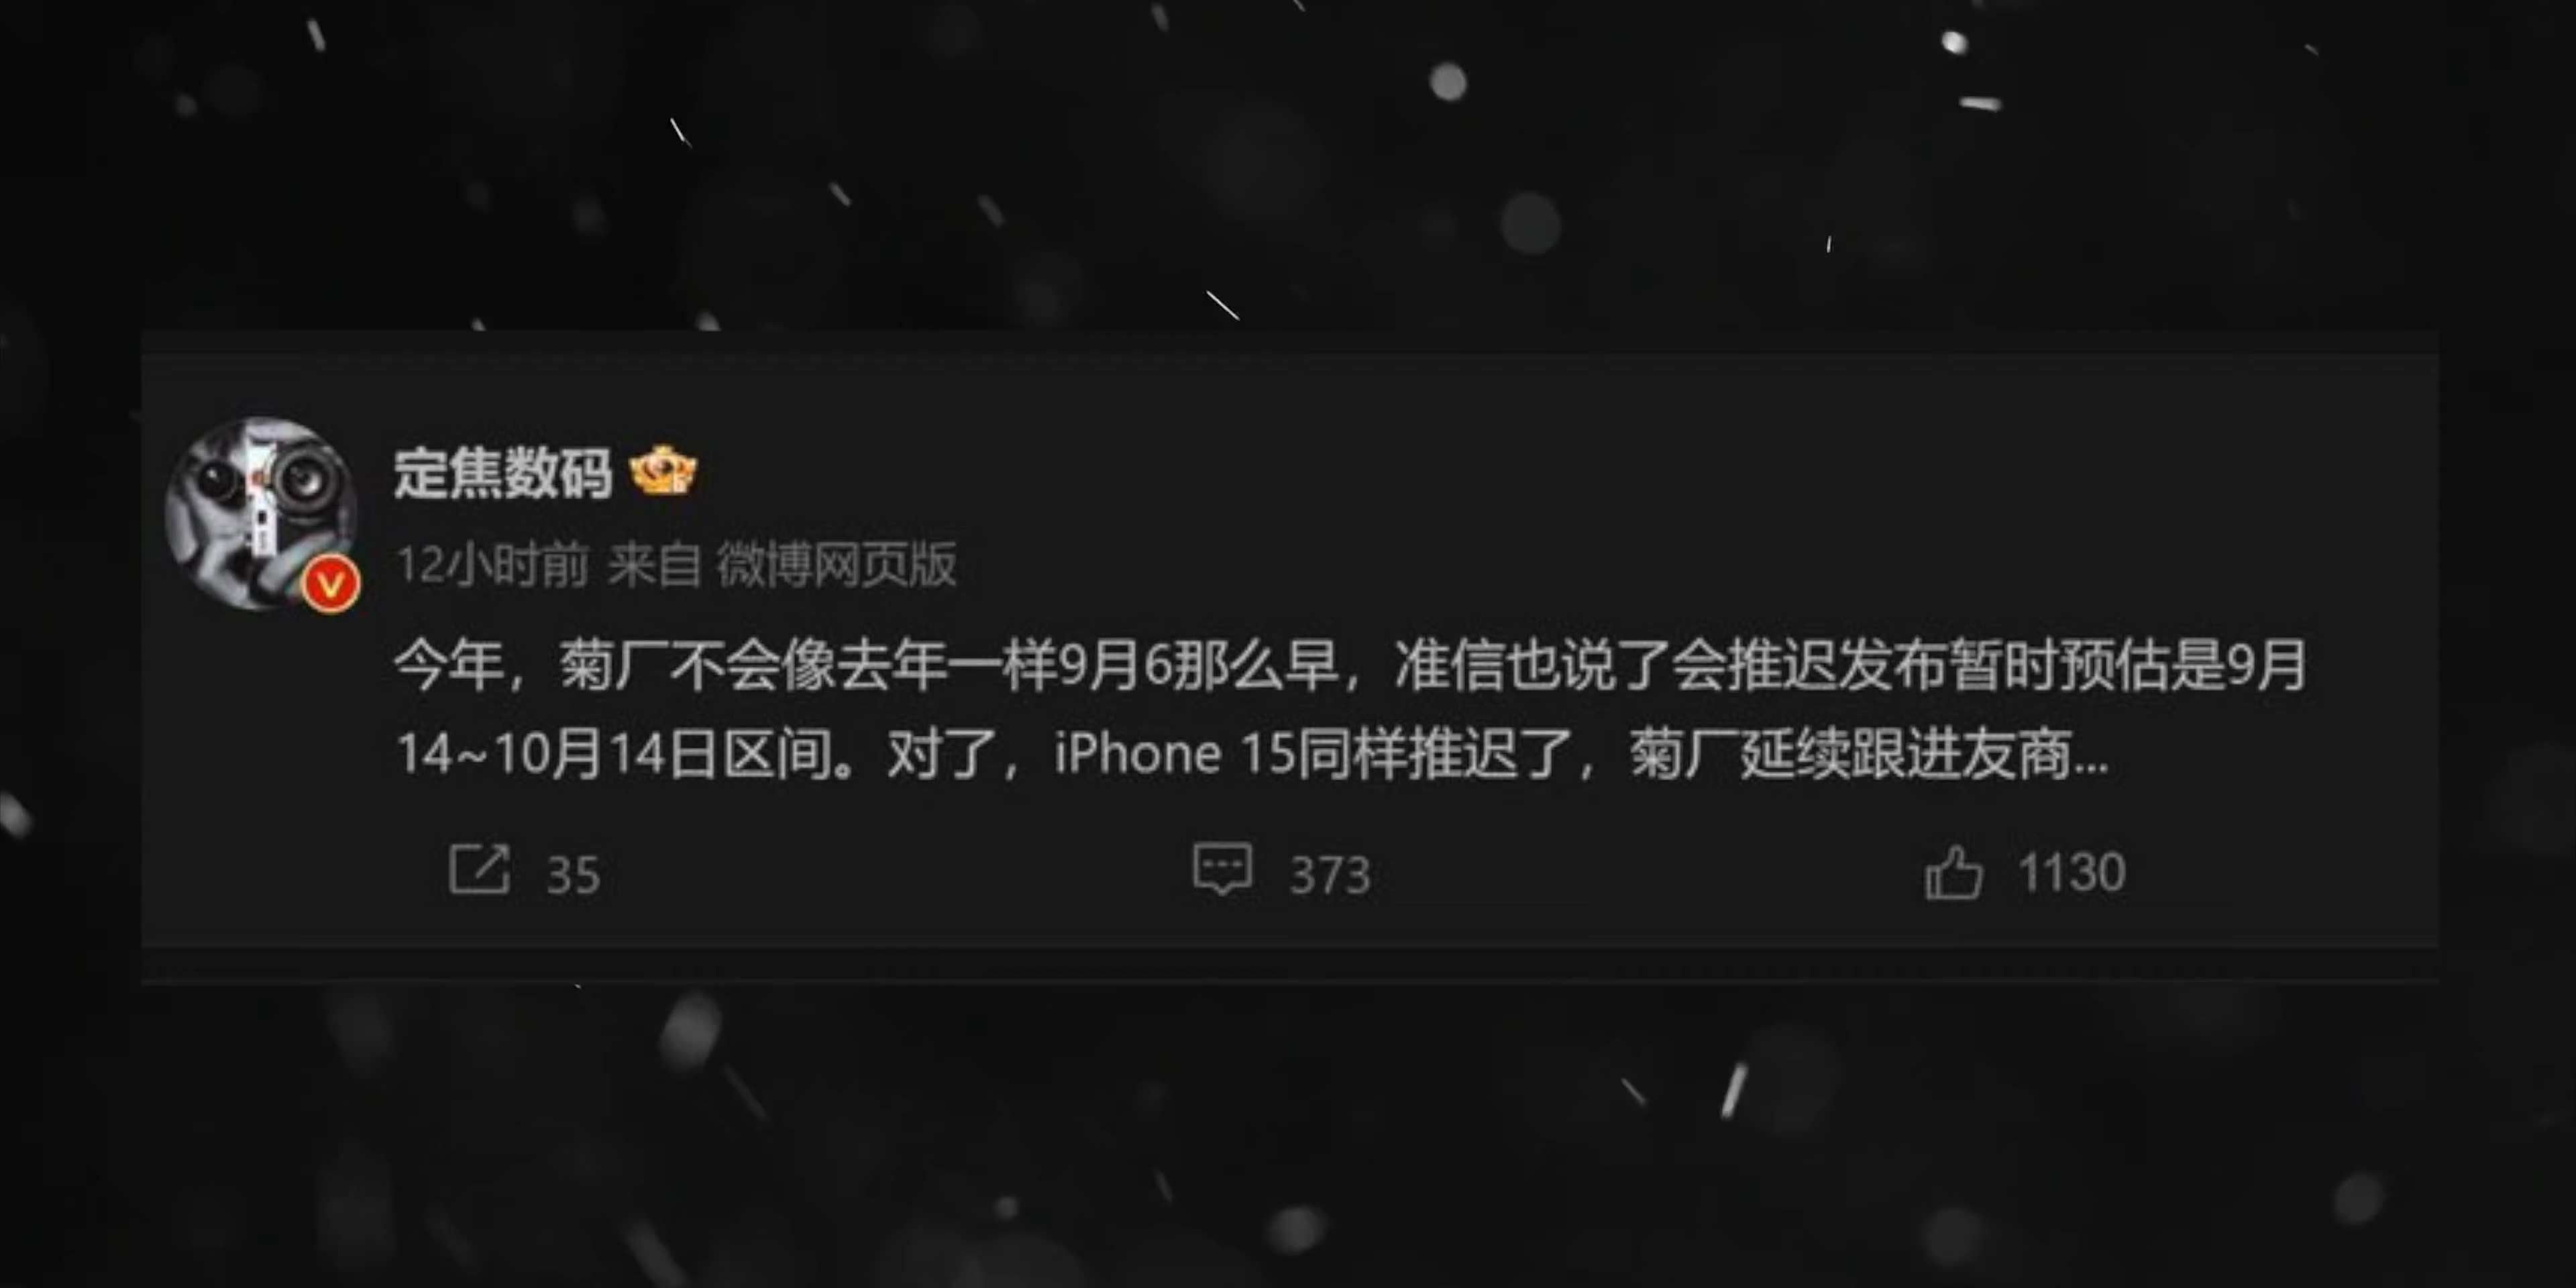 定焦数码
12小时前 来自 微博网页版
今年，菊厂不会像去年一样9月6那么早，准信也说了会推迟发布暂时预估是9月
14~10月14日区间。对了，iPhone 15同样推迟了，菊厂延续跟进友商...
35
373
1130